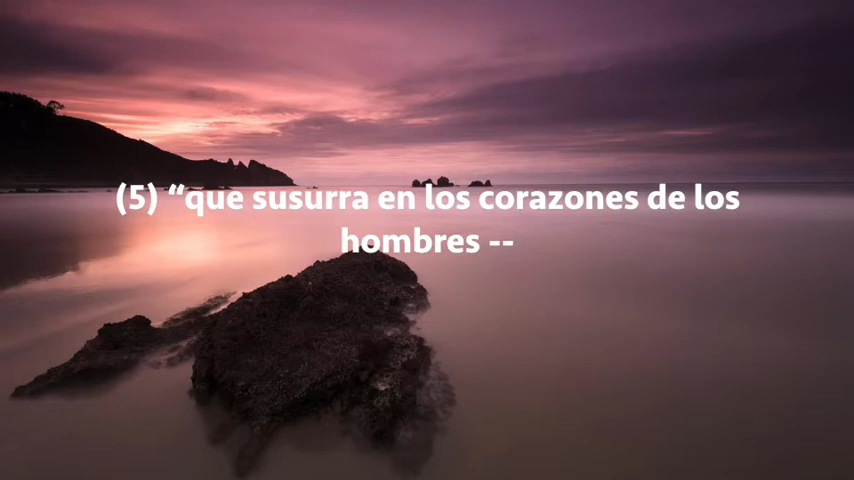 (5) “que susurra en los corazones de los
hombres --